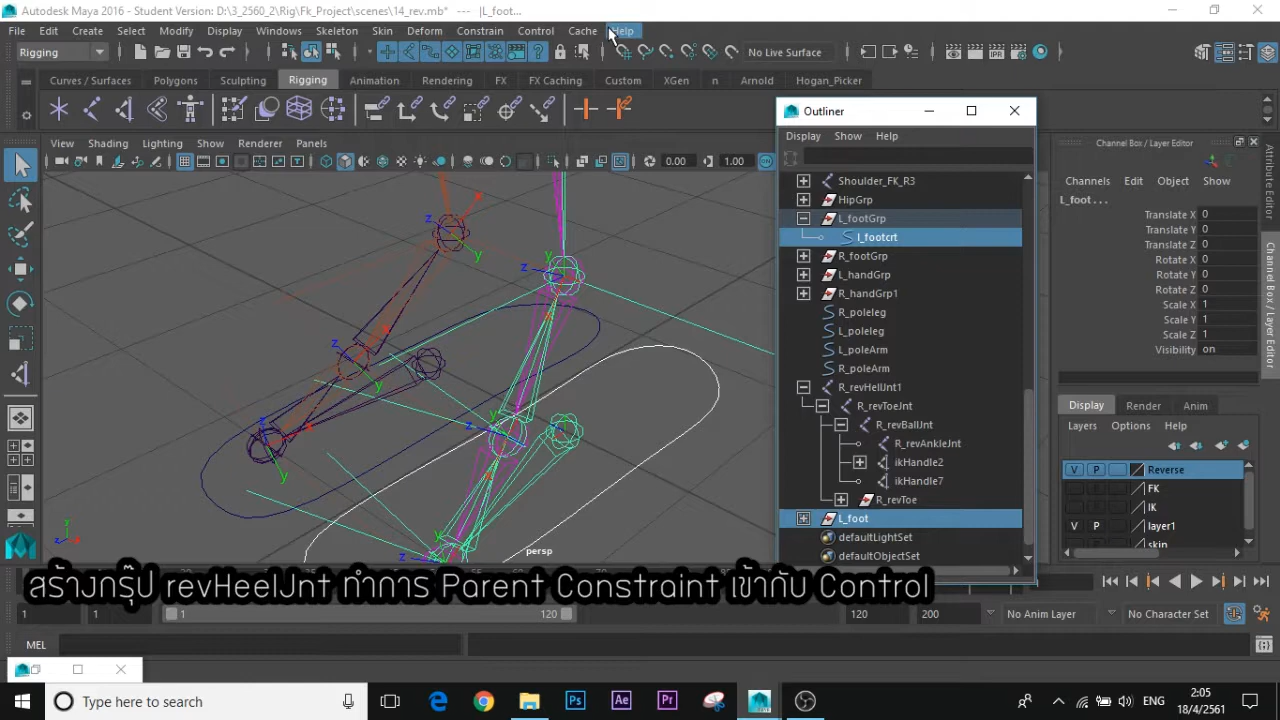 Autodesk Maya 2016 - Student Version: D:\3_2560_2\Rig\Fk_Project\scenes\14_rev.mb* --- |L_foot...
File Edit Create Select Modify Display Windows Skeleton Skin Deform Constrain Control Cache Help
Rigging No Live Surface
Curves / Surfaces Polygons Sculpting Rigging Animation Rendering FX FX Caching Custom XGen n Arnold Hogan_Picker
View Shading Lighting Show Renderer Panels
0.00 1.00
Outliner
Display Show Help
Shoulder_FK_R3
HipGrp
L_footGrp
l_footcrt
R_footGrp
L_handGrp
R_handGrp1
R_poleleg
L_poleleg
L_poleArm
R_poleArm
R_revHellJnt1
R_revToeJnt
R_revBallJnt
R_revAnkleJnt
ikHandle2
ikHandle7
R_revToe
L_foot
defaultLightSet
defaultObjectSet
Channel Box / Layer Editor
Channels Edit Object Show
L_foot . . .
Translate X 0
Translate Y 0
Translate Z 0
Rotate X 0
Rotate Y 0
Rotate Z 0
Scale X 1
Scale Y 1
Scale Z 1
Visibility on
Display Render Anim
Layers Options Help
V P Reverse
FK
IK
V P layer1
skin
Attribute Editor
Channel Box / Layer Editor
z x y z y z y x z y z y x z y x
persp
สร้างกรุ๊ป revHeelJnt ทำการ Parent Constraint เข้ากับ Control
1 1 1 120 120 200 No Anim Layer No Character Set
MEL
Type here to search
ENG
2:05
18/4/2561